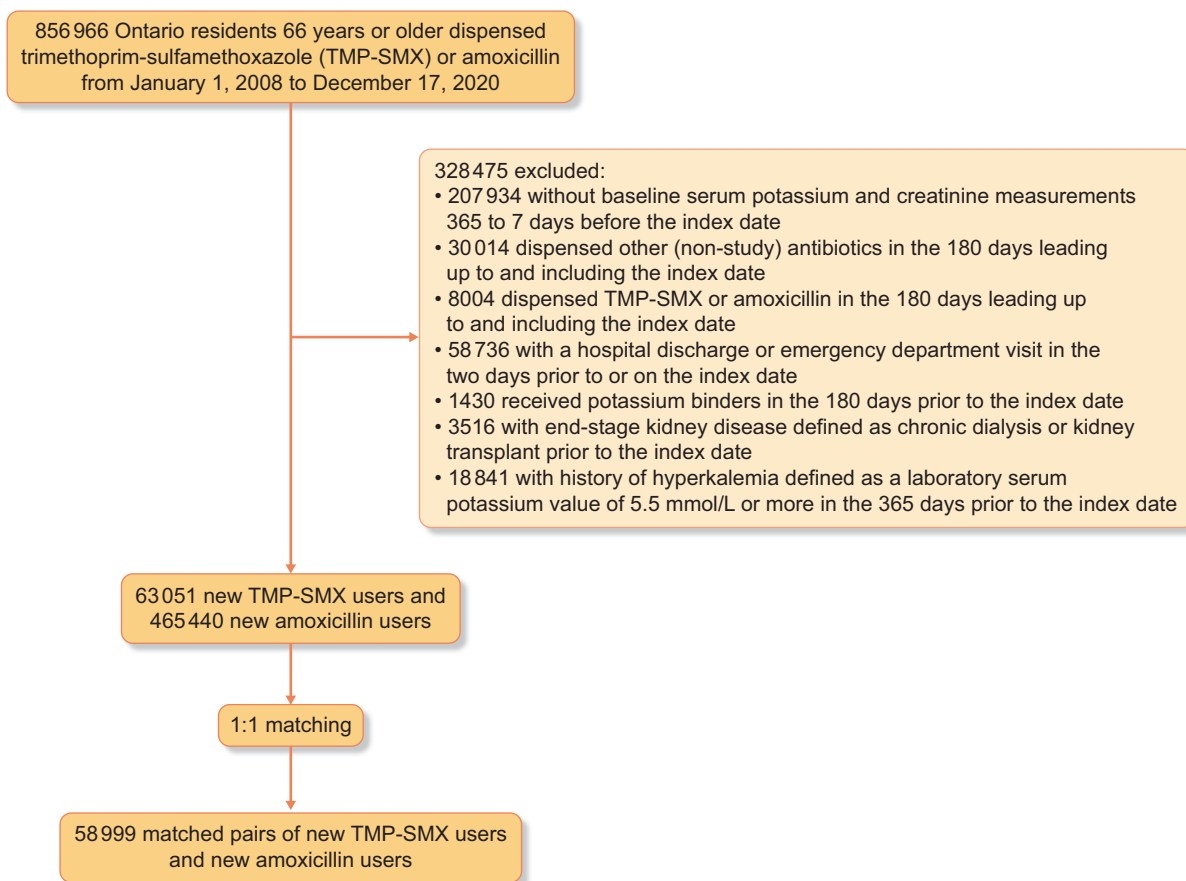 856 966 Ontario residents 66 years or older dispensed
trimethoprim-sulfamethoxazole (TMP-SMX) or amoxicillin
from January 1, 2008 to December 17, 2020
328 475 excluded:
• 207 934 without baseline serum potassium and creatinine measurements
365 to 7 days before the index date
• 30 014 dispensed other (non-study) antibiotics in the 180 days leading
up to and including the index date
• 8004 dispensed TMP-SMX or amoxicillin in the 180 days leading up
to and including the index date
• 58 736 with a hospital discharge or emergency department visit in the
two days prior to or on the index date
• 1430 received potassium binders in the 180 days prior to the index date
• 3516 with end-stage kidney disease defined as chronic dialysis or kidney
transplant prior to the index date
• 18 841 with history of hyperkalemia defined as a laboratory serum
potassium value of 5.5 mmol/L or more in the 365 days prior to the index date
63 051 new TMP-SMX users and
465 440 new amoxicillin users
1:1 matching
58 999 matched pairs of new TMP-SMX users
and new amoxicillin users